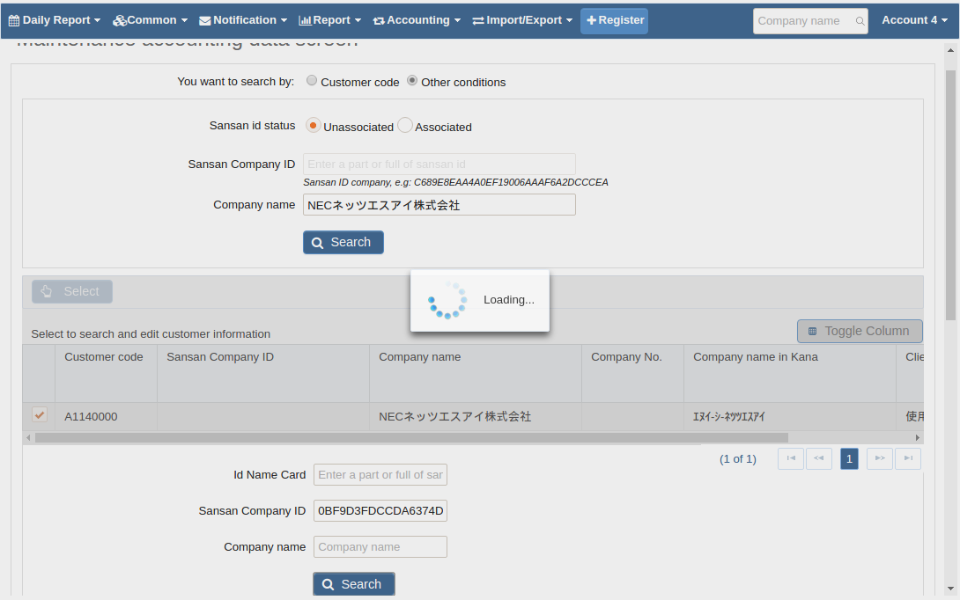 Daily Report Common Notification Report Accounting Import/Export Register Company name Account 4
Maintenance accounting data screen
You want to search by: Customer code Other conditions
Sansan id status Unassociated Associated
Sansan Company ID Enter a part or full of sansan id
Sansan ID company, e.g: C689E8EAA4A0EF19006AAAF6A2DCCCEA
Company name NECネッツエスアイ株式会社
Search
Select
Loading...
Select to search and edit customer information Toggle Column
Customer code Sansan Company ID Company name Company No. Company name in Kana Clie
A1140000 NECネッツエスアイ株式会社 ｴﾇｲｰｼｰﾈｯﾂｴｽｱｲ 使用
(1 of 1) 1
Id Name Card Enter a part or full of sar
Sansan Company ID 0BF9D3FDCCDA6374D
Company name Company name
Search